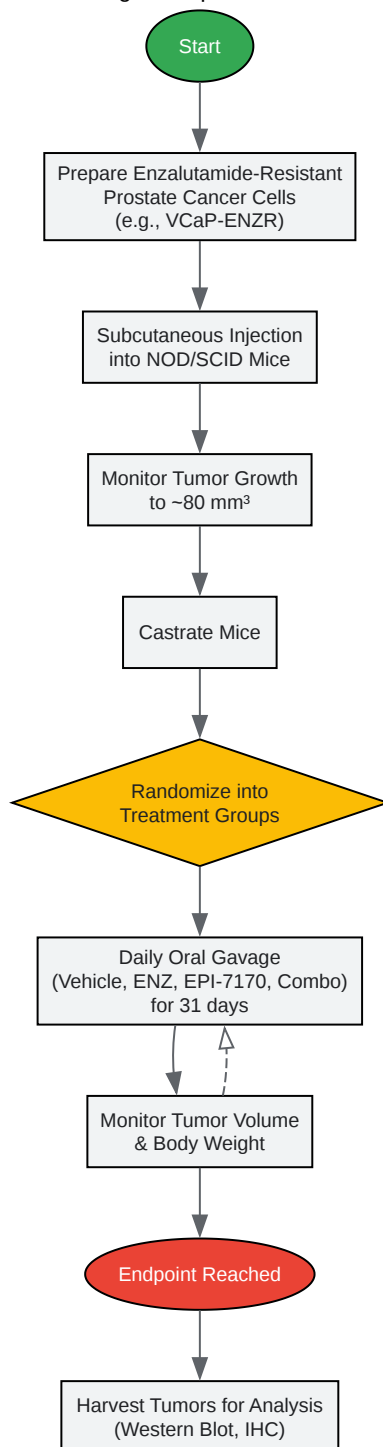 Start
Prepare Enzalutamide-Resistant
Prostate Cancer Cells
(e.g., VCaP-ENZR)
Subcutaneous Injection
into NOD/SCID Mice
Monitor Tumor Growth
to ~80 mm³
Castrate Mice
Randomize into
Treatment Groups
Daily Oral Gavage
(Vehicle, ENZ, EPI-7170, Combo)
for 31 days
Monitor Tumor Volume
& Body Weight
Endpoint Reached
Harvest Tumors for Analysis
(Western Blot, IHC)